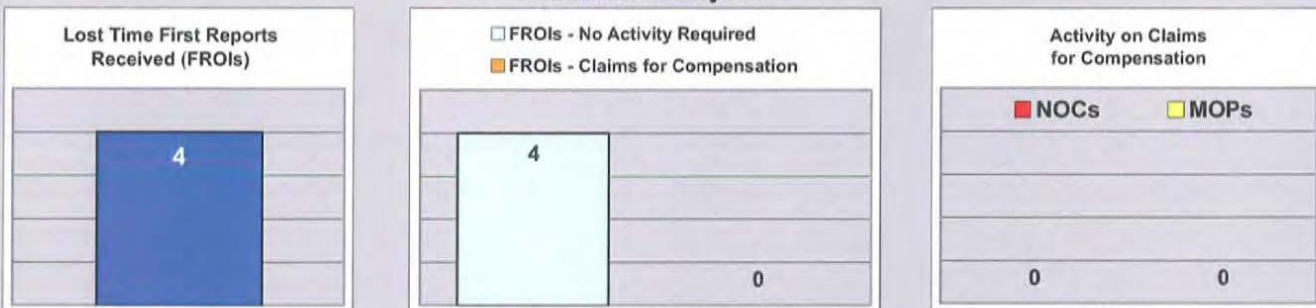 Lost Time First Reports
Received (FROIs)
4
FROIs - No Activity Required
FROIs - Claims for Compensation
4
0
Activity on Claims
for Compensation
NOCs MOPs
0 0